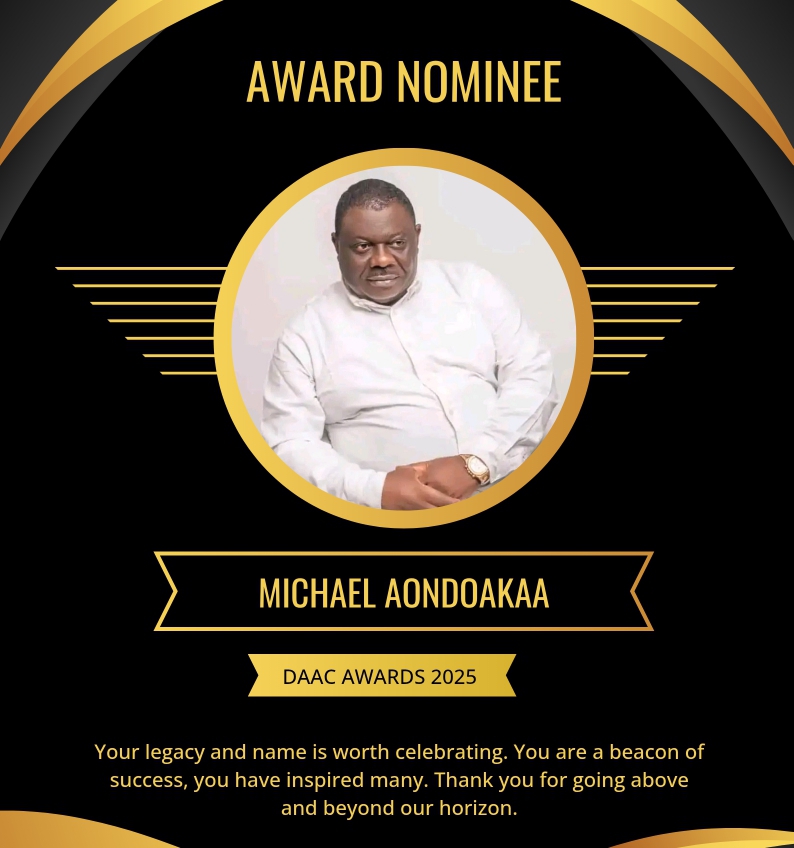 AWARD NOMINEE
MICHAEL AONDOAKAA
DAAC AWARDS 2025
Your legacy and name is worth celebrating. You are a beacon of
success, you have inspired many. Thank you for going above
and beyond our horizon.